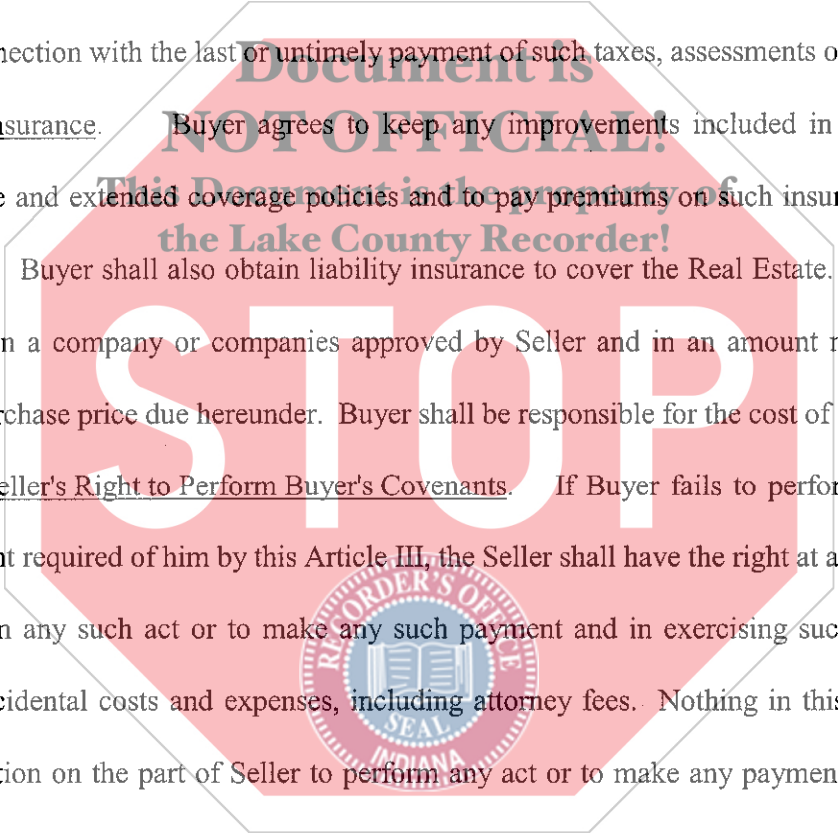 nection with the last or untimely payment of such taxes, assessments o
Document is
nsurance. Buyer agrees to keep any improvements included in
NOT OFFICIAL!
e and extended coverage policies and to pay premiums on such insur
This Document is the property of
the Lake County Recorder!
Buyer shall also obtain liability insurance to cover the Real Estate.
n a company or companies approved by Seller and in an amount r
STOP
rchase price due hereunder. Buyer shall be responsible for the cost of
eller's Right to Perform Buyer's Covenants. If Buyer fails to perfor
nt required of him by this Article III, the Seller shall have the right at a
RECORDER'S OFFICE
n any such act or to make any such payment and in exercising suc
cidental costs and expenses, including attorney fees. Nothing in this
SEAL
INDIANA
tion on the part of Seller to perform any act or to make any paymen